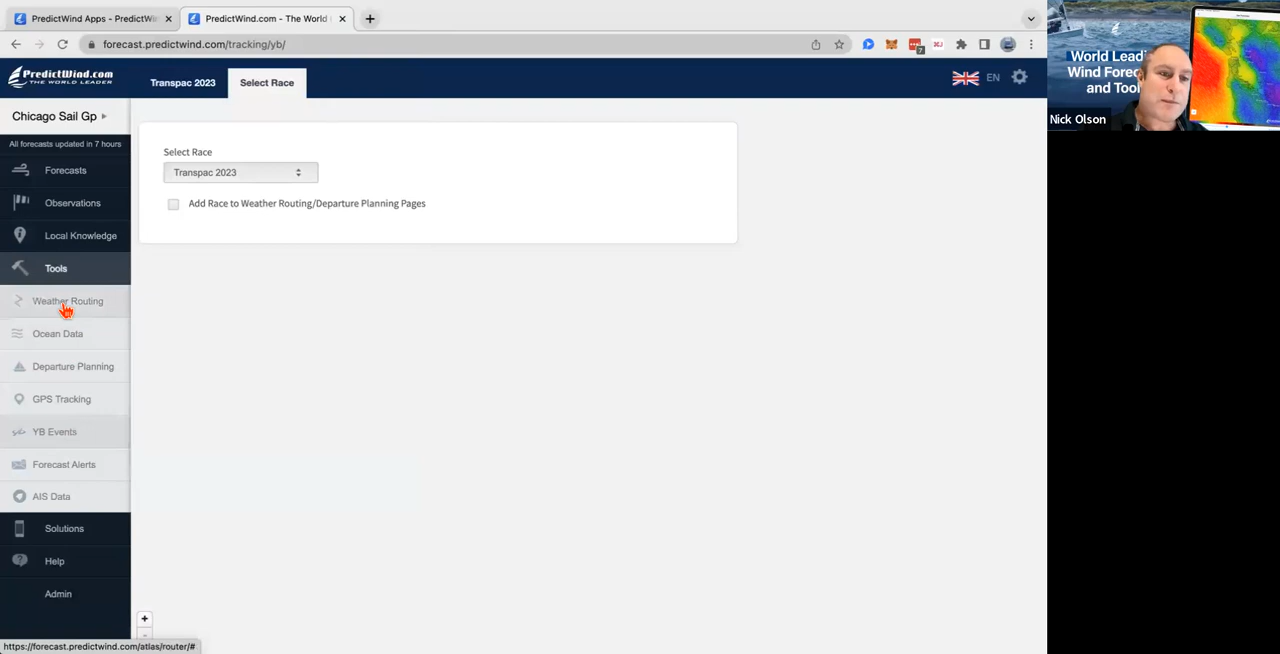 PredictWind Apps - PredictWi
PredictWind.com - The World
forecast.predictwind.com/tracking/yb/
7
PredictWind.com
THE WORLD LEADER
Transpac 2023
Select Race
EN
Chicago Sail Gp
All forecasts updated in 7 hours
Forecasts
Observations
Local Knowledge
Tools
Weather Routing
Ocean Data
Departure Planning
GPS Tracking
YB Events
Forecast Alerts
AIS Data
Solutions
Help
Admin
Select Race
Transpac 2023
Add Race to Weather Routing/Departure Planning Pages
+
-
https://forecast.predictwind.com/atlas/router/#
World Leadi
Wind Forec
and Tool
Nick Olson